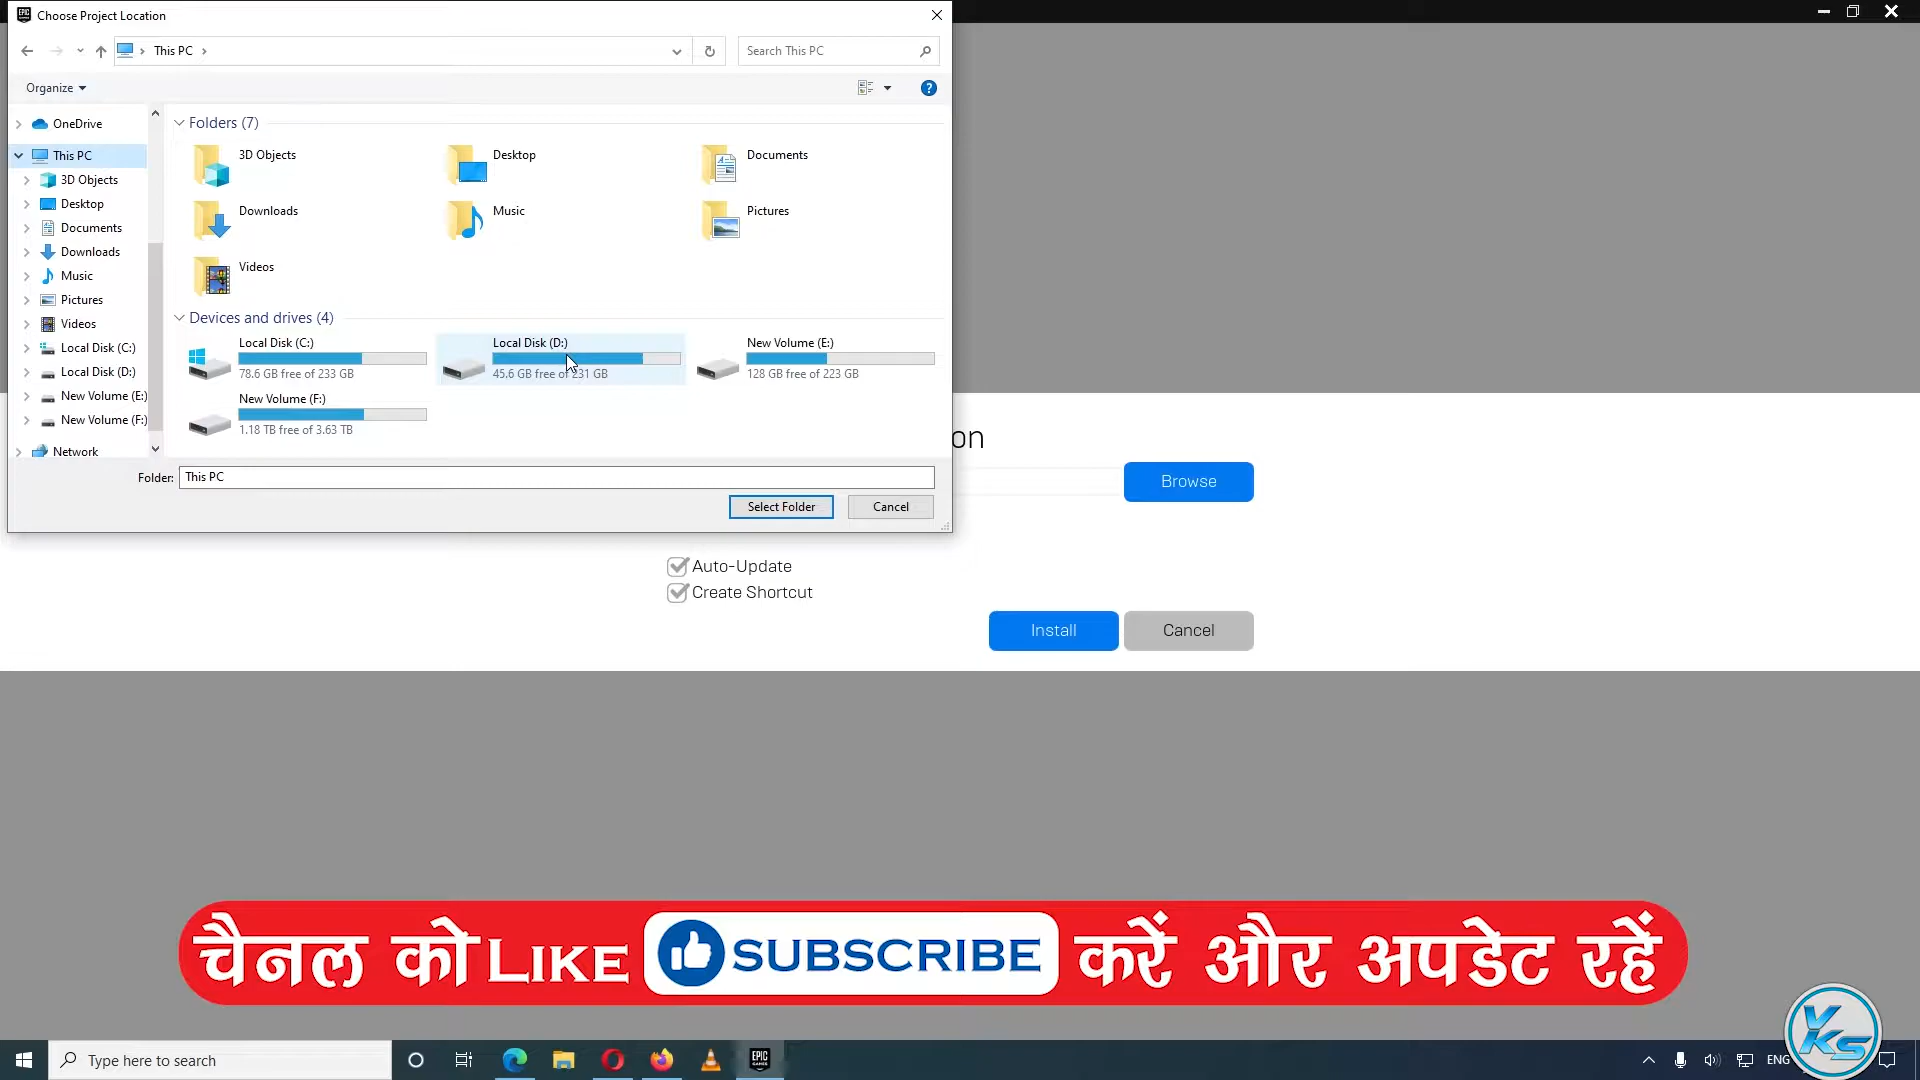 EPIC GAMES Choose Project Location
This PC
Search This PC
Organize
?
OneDrive
This PC
3D Objects
Desktop
Documents
Downloads
Music
Pictures
Videos
Local Disk (C:)
Local Disk (D:)
New Volume (E:)
New Volume (F:)
Network
Folders (7)
3D Objects
Desktop
Documents
Downloads
Music
Pictures
Videos
Devices and drives (4)
Local Disk (C:)
78.6 GB free of 233 GB
Local Disk (D:)
45.6 GB free of 231 GB
New Volume (E:)
128 GB free of 223 GB
New Volume (F:)
1.18 TB free of 3.63 TB
Folder: This PC
Select Folder Cancel
on
Browse
Auto-Update
Create Shortcut
Install Cancel
चैनल को LIKE SUBSCRIBE करें और अपडेट रहें
Type here to search
EPIC GAMES
ENG
VKS